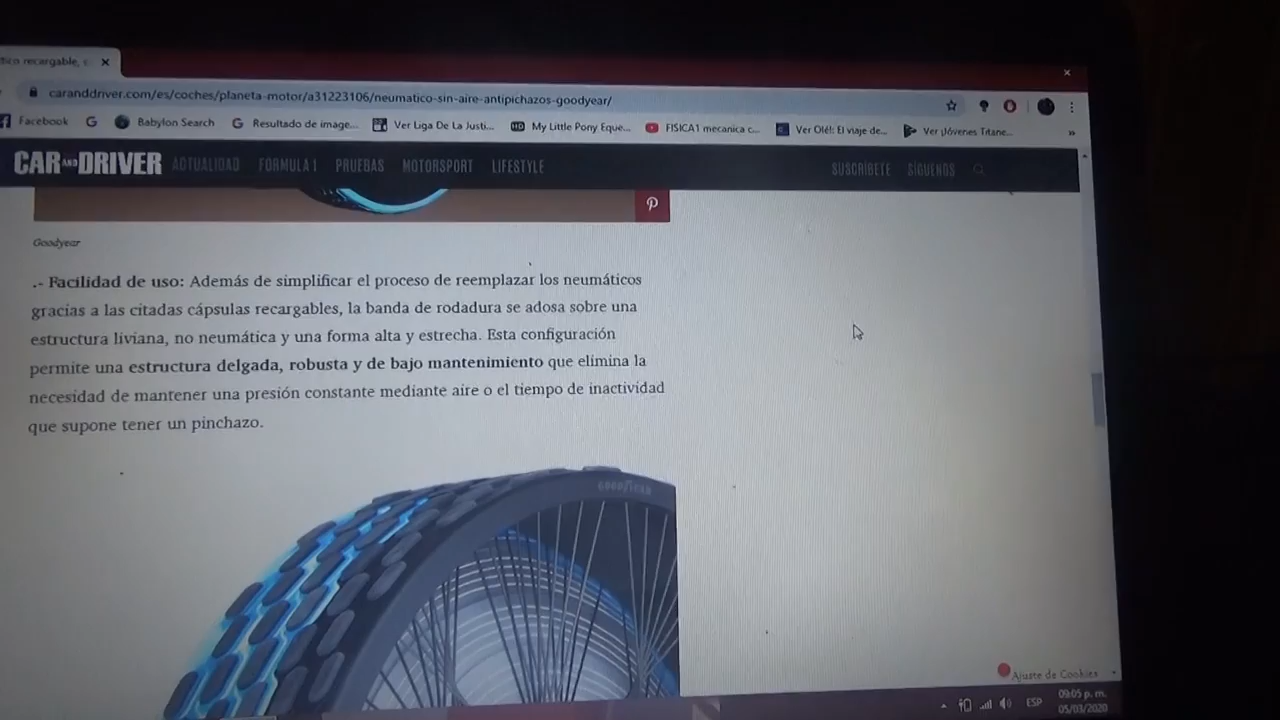 tico recargable, c
caranddriver.com/es/coches/planeta-motor/a31223106/neumatico-sin-aire-antipichazos-goodyear/
Facebook
Babylon Search
Resultado de image...
Ver Liga De La Justi...
My Little Pony Eque...
FISICA1 mecanica c...
Ver Olé!: El viaje de...
Ver ¡Jóvenes Titane...
»
CAR AND DRIVER
ACTUALIDAD
FORMULA 1
PRUEBAS
MOTORSPORT
LIFESTYLE
SUSCRÍBETE
SÍGUENOS
Goodyear
.- Facilidad de uso: Además de simplificar el proceso de reemplazar los neumáticos
gracias a las citadas cápsulas recargables, la banda de rodadura se adosa sobre una
estructura liviana, no neumática y una forma alta y estrecha. Esta configuración
permite una estructura delgada, robusta y de bajo mantenimiento que elimina la
necesidad de mantener una presión constante mediante aire o el tiempo de inactividad
que supone tener un pinchazo.
GOODYEAR
Ajuste de Cookies
ESP
09:05 p. m.
05/03/2020